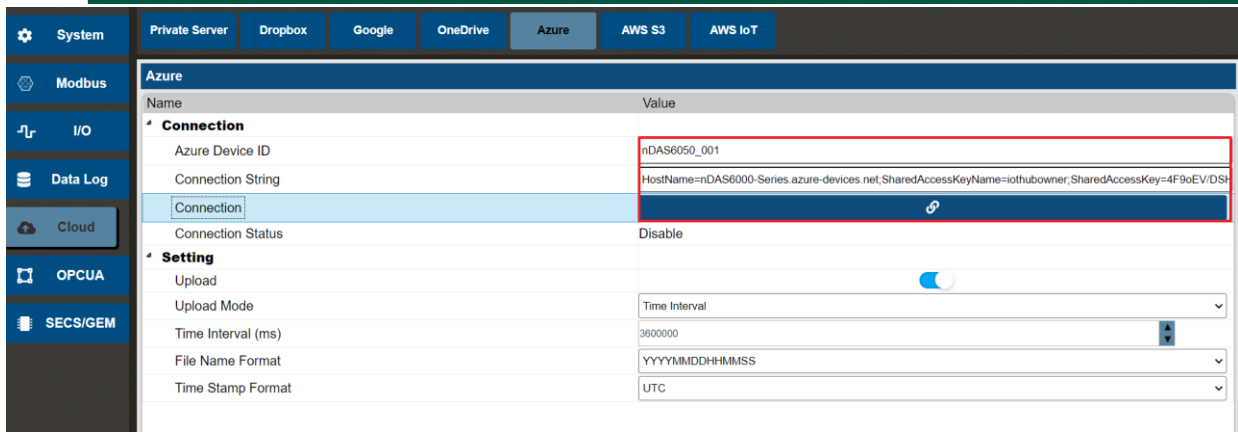 System
Modbus
I/O
Data Log
Cloud
OPCUA
SECS/GEM
Private Server Dropbox Google OneDrive Azure AWS S3 AWS IoT
Azure
Name Value
Connection
Azure Device ID nDAS6050_001
Connection String HostName=nDAS6000-Series.azure-devices.net;SharedAccessKeyName=iothubowner;SharedAccessKey=4F9oEV/DSH
Connection
Connection Status Disable
Setting
Upload
Upload Mode Time Interval
Time Interval (ms) 3600000
File Name Format YYYYMMDDHHMMSS
Time Stamp Format UTC